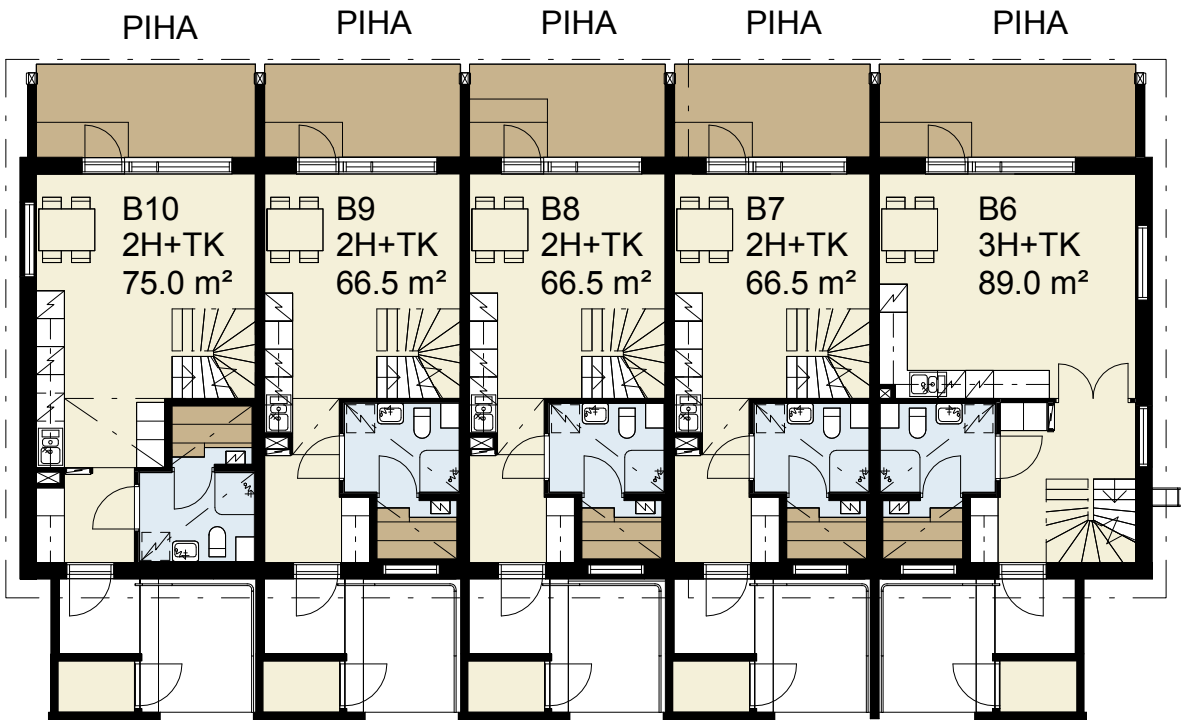 PIHA
PIHA
PIHA
PIHA
PIHA
B10
2H+TK
75.0 m²
B9
2H+TK
66.5 m²
B8
2H+TK
66.5 m²
B7
2H+TK
66.5 m²
B6
3H+TK
89.0 m²